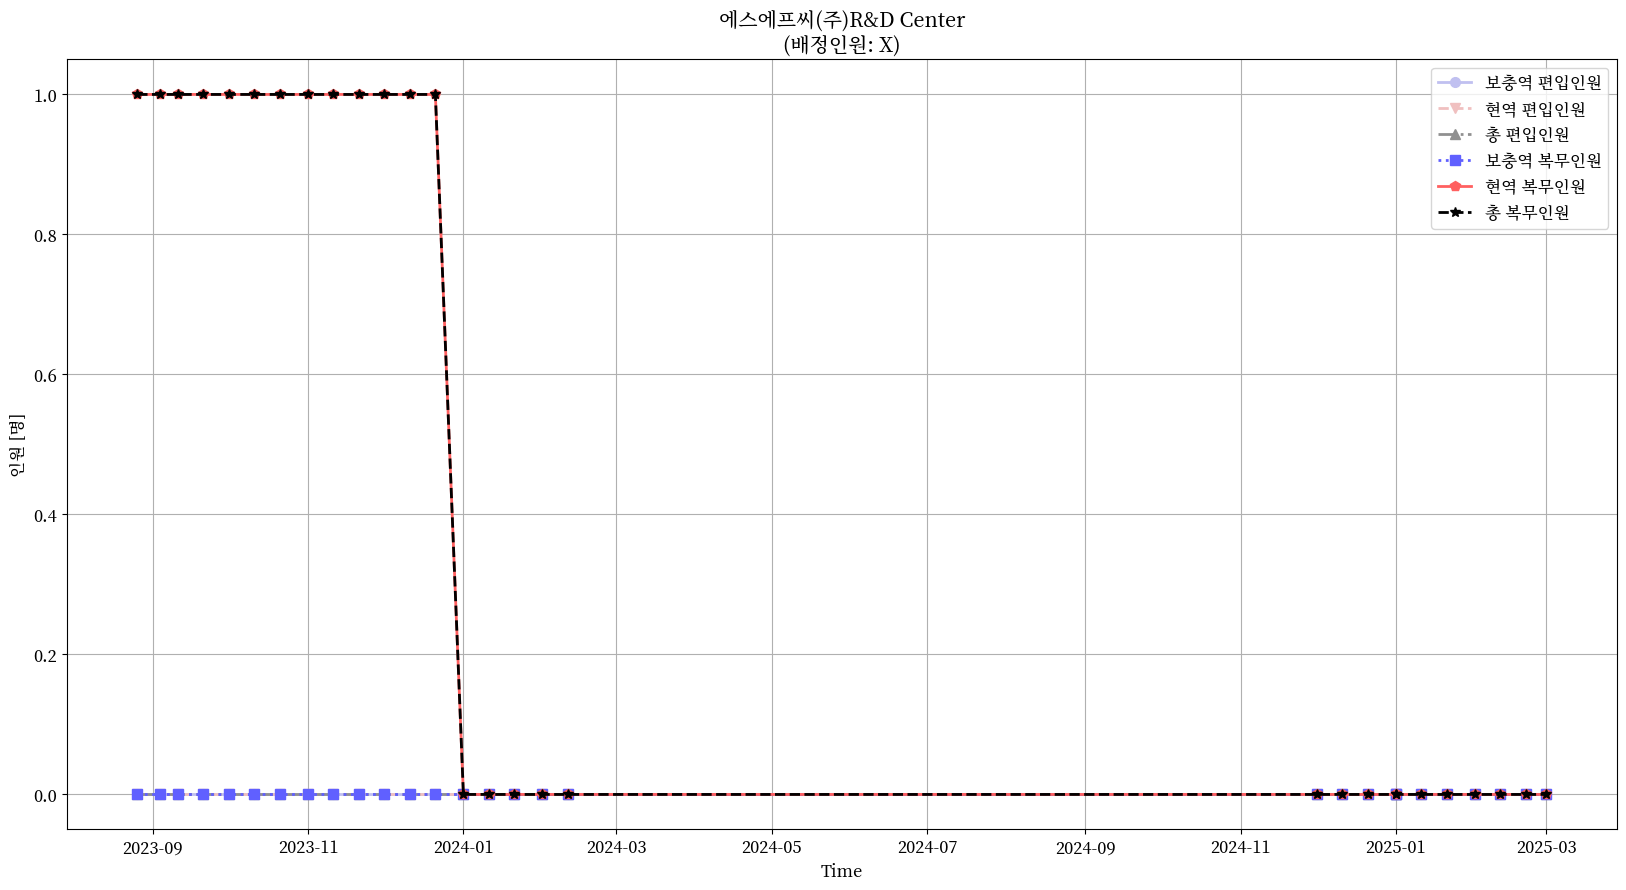 에스에프씨(주)R&D Center
(배정인원: X)
보충역 편입인원
현역 편입인원
총 편입인원
보충역 복무인원
현역 복무인원
총 복무인원
인원 [명]
1.0
0.8
0.6
0.4
0.2
0.0
2023-09
2023-11
2024-01
2024-03
2024-05
2024-07
2024-09
2024-11
2025-01
2025-03
Time